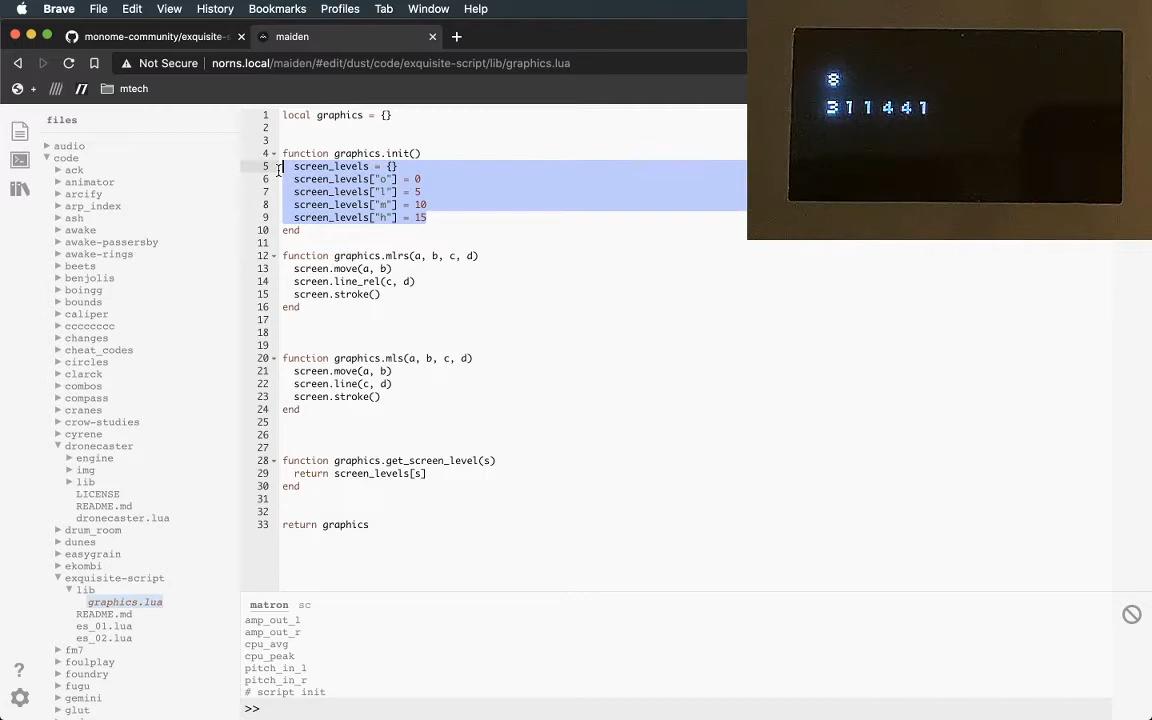 Brave File Edit View History Bookmarks Profiles Tab Window Help
monome-community/exquisite-s
maiden
Not Secure norns.local/maiden/#edit/dust/code/exquisite-script/lib/graphics.lua
mtech
files
audio
code
ack
animator
arcify
arp_index
ash
awake
awake-passersby
awake-rings
beets
benjolis
boingg
bounds
caliper
cccccccc
changes
cheat_codes
circles
clarck
combos
compass
cranes
crow-studies
cyrene
dronecaster
engine
img
lib
LICENSE
README.md
dronecaster.lua
drum_room
dunes
easygrain
ekombi
exquisite-script
lib
graphics.lua
README.md
es_01.lua
es_02.lua
fm7
foulplay
foundry
fugu
gemini
glut
?
1 local graphics = {}
2
3
4 function graphics.init()
5 screen_levels = {}
6 screen_levels["o"] = 0
7 screen_levels["l"] = 5
8 screen_levels["m"] = 10
9 screen_levels["h"] = 15
10 end
11
12 function graphics.mlrs(a, b, c, d)
13 screen.move(a, b)
14 screen.line_rel(c, d)
15 screen.stroke()
16 end
17
18
19
20 function graphics.mls(a, b, c, d)
21 screen.move(a, b)
22 screen.line(c, d)
23 screen.stroke()
24 end
25
26
27
28 function graphics.get_screen_level(s)
29 return screen_levels[s]
30 end
31
32
33 return graphics
matron sc
amp_out_l
amp_out_r
cpu_avg
cpu_peak
pitch_in_l
pitch_in_r
# script init
>>
8
3 1 1 4 4 1